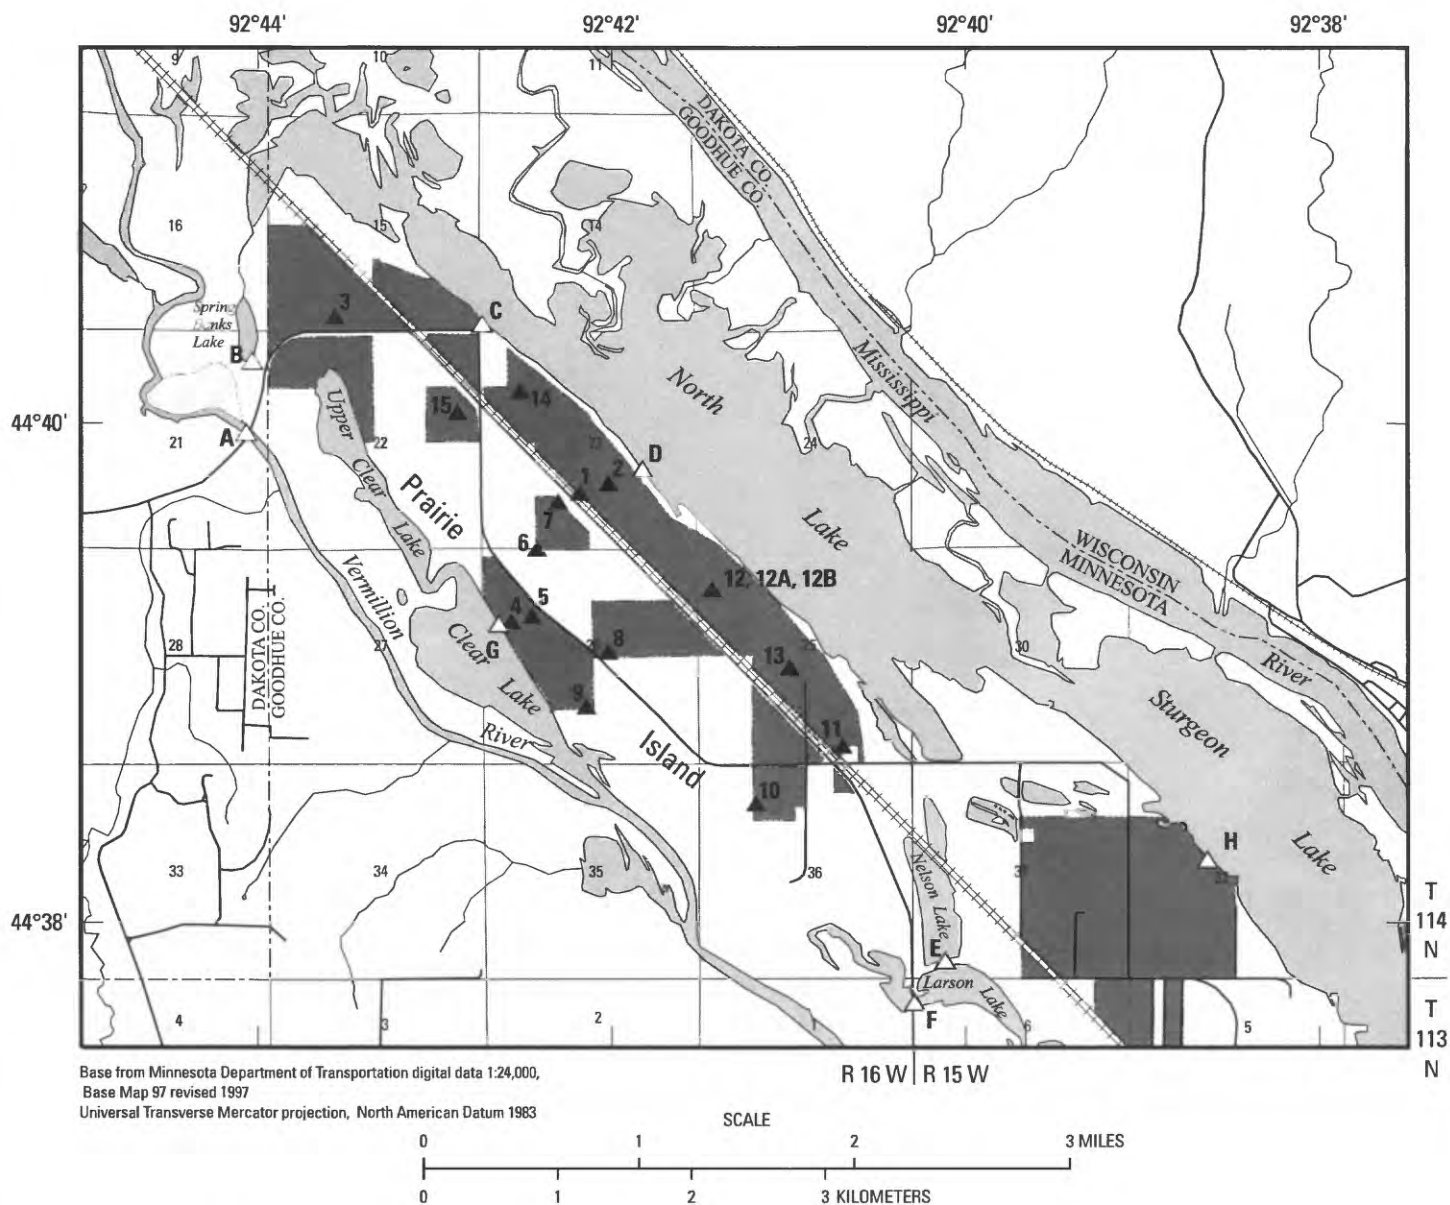 92°44' 92°42' 92°40' 92°38'
9 10 11
DAKOTA CO.
GOODHUE CO.
16 15 14
3 C
Spring
Lake
B
Mississippi
North
Upper
14
15
44°40'
A 21 22 24
D
2
1
Clear
Prairie
7
Lake
Lake
6
WISCONSIN
MINNESOTA
Vermillion
12, 12A, 12B
5
4
G
DAKOTA CO.
GOODHUE CO.
28 27
Clear
8
25
30
13
River
Sturgeon
9
Lake
River
11
Island
10
H
Lake
33 34 35 36
Nelson Lake
T
114
N
44°38'
E
Larson
Lake
F
4 3 2 1 6 5
T
113
N
R 16 W R 15 W
Base from Minnesota Department of Transportation digital data 1:24,000,
Base Map 97 revised 1997
Universal Transverse Mercator projection, North American Datum 1983
SCALE
0 1 2 3 MILES
0 1 2 3 KILOMETERS